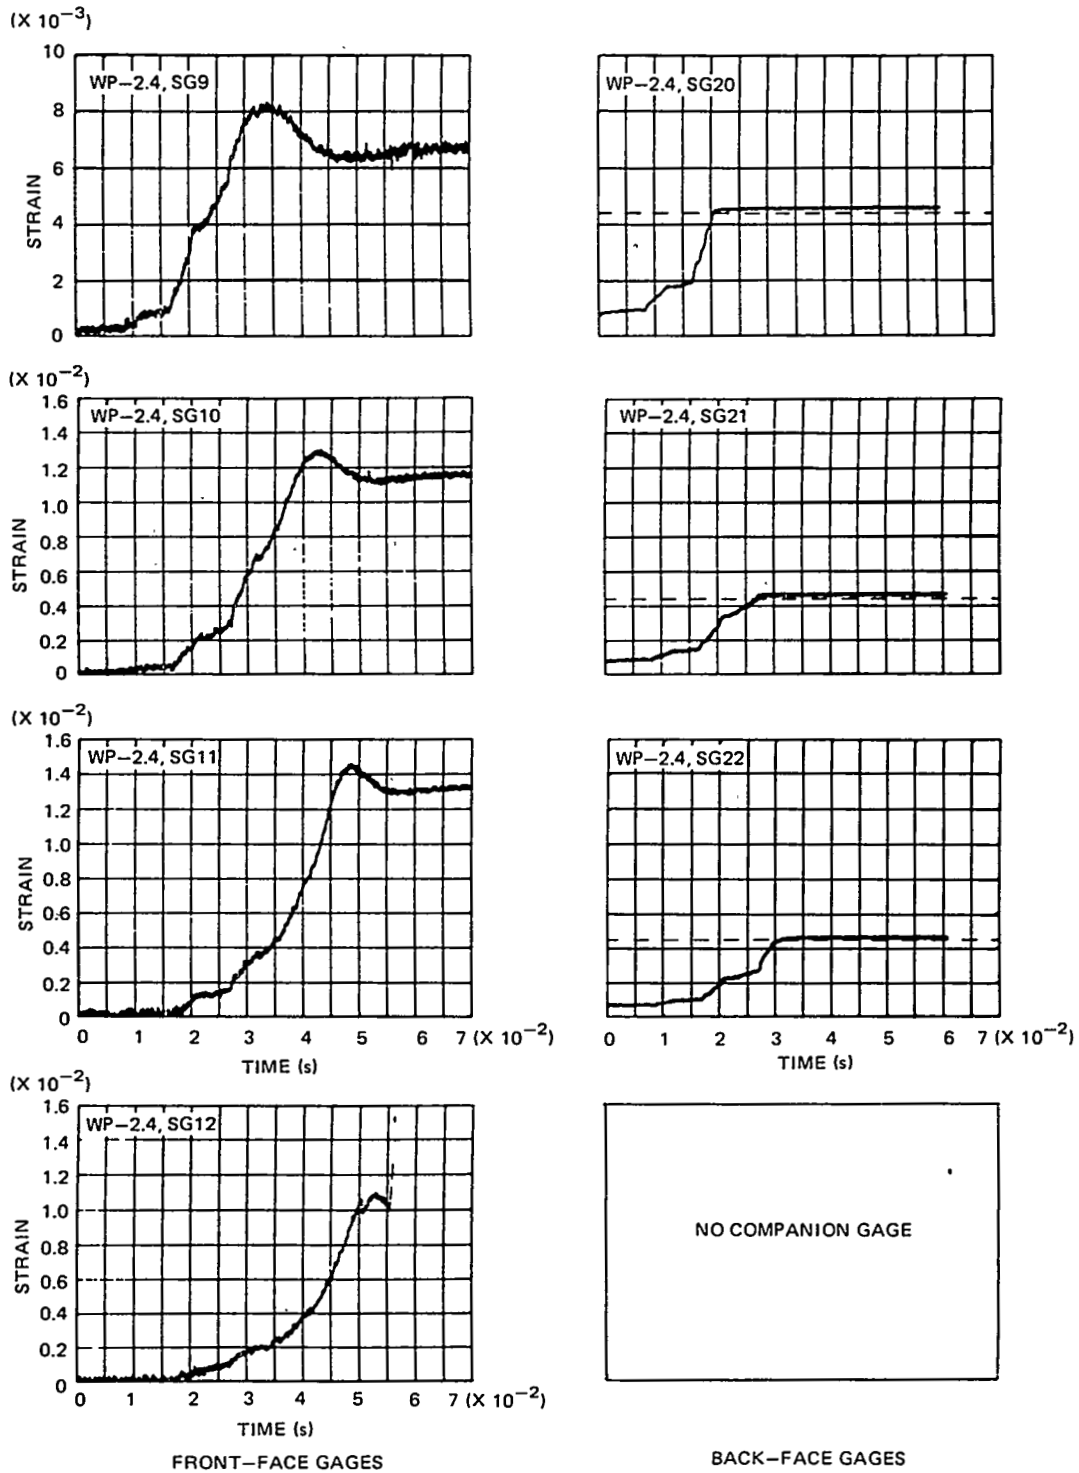 (X 10⁻³)
10
8
6
4
2
0
STRAIN
WP–2.4, SG9
WP–2.4, SG20
(X 10⁻²)
1.6
1.4
1.2
1.0
0.8
0.6
0.4
0.2
0
STRAIN
WP–2.4, SG10
WP–2.4, SG21
(X 10⁻²)
1.6
1.4
1.2
1.0
0.8
0.6
0.4
0.2
0
STRAIN
WP–2.4, SG11
0 1 2 3 4 5 6 7 (X 10⁻²)
TIME (s)
WP–2.4, SG22
0 1 2 3 4 5 6 7 (X 10⁻²)
TIME (s)
(X 10⁻²)
1.6
1.4
1.2
1.0
0.8
0.6
0.4
0.2
0
STRAIN
WP–2.4, SG12
0 1 2 3 4 5 6 7 (X 10⁻²)
TIME (s)
NO COMPANION GAGE
FRONT–FACE GAGES
BACK–FACE GAGES